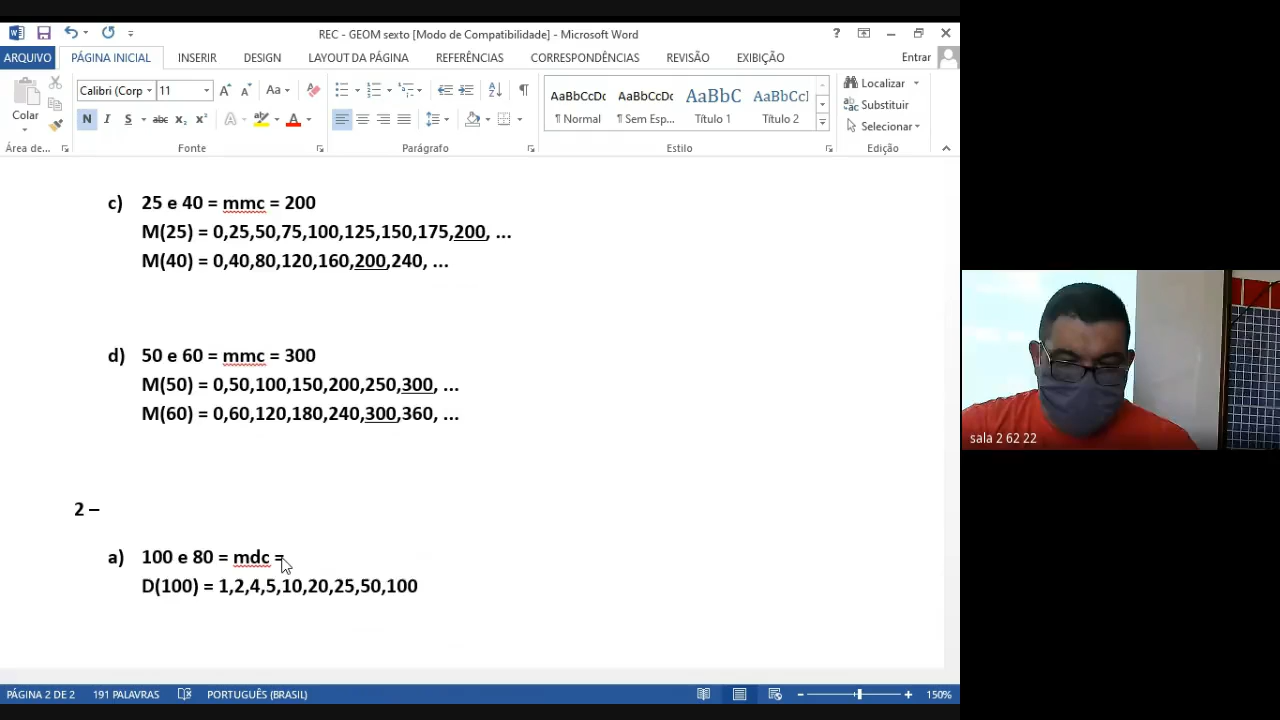 REC - GEOM sexto [Modo de Compatibilidade] - Microsoft Word
ARQUIVO PÁGINA INICIAL INSERIR DESIGN LAYOUT DA PÁGINA REFERÊNCIAS CORRESPONDÊNCIAS REVISÃO EXIBIÇÃO Entrar
Colar
Calibri (Corp 11
N I S abc x₂ x²
AaBbCcDc AaBbCcDc AaBbC AaBbCcI
¶ Normal ¶ Sem Esp... Título 1 Título 2
Localizar
Substituir
Selecionar
Área de... Fonte Parágrafo Estilo Edição
c) 25 e 40 = mmc = 200
M(25) = 0,25,50,75,100,125,150,175,200, ...
M(40) = 0,40,80,120,160,200,240, ...
d) 50 e 60 = mmc = 300
M(50) = 0,50,100,150,200,250,300, ...
M(60) = 0,60,120,180,240,300,360, ...
2 –
a) 100 e 80 = mdc =
D(100) = 1,2,4,5,10,20,25,50,100
sala 2 62 22
PÁGINA 2 DE 2 191 PALAVRAS PORTUGUÊS (BRASIL) 150%